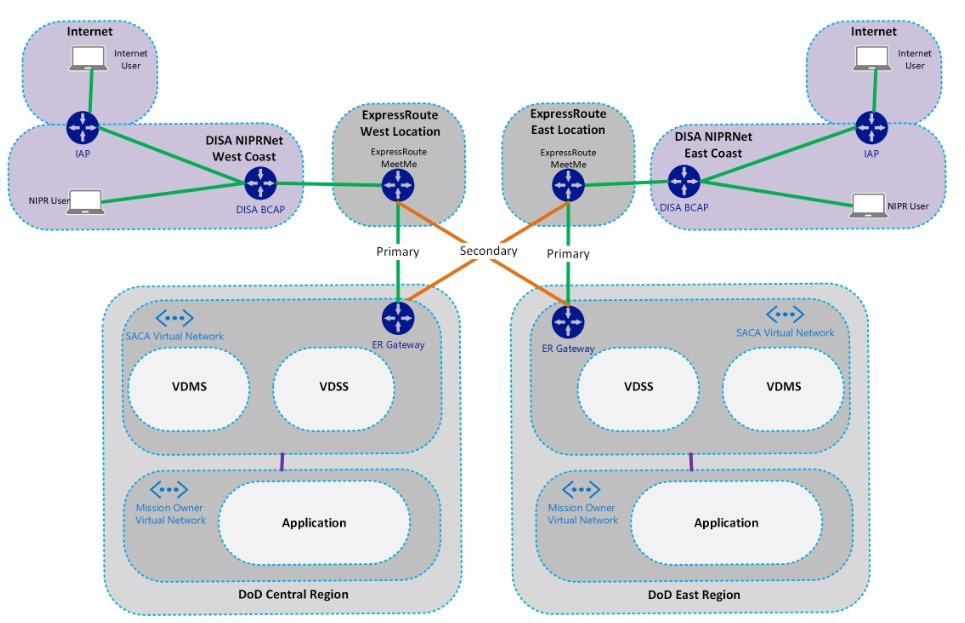 Internet
Internet
User
IAP
DISA NIPRNet
West Coast
NIPR User
DISA BCAP
ExpressRoute
West Location
ExpressRoute
MeetMe
ExpressRoute
East Location
ExpressRoute
MeetMe
Internet
Internet
User
IAP
DISA NIPRNet
East Coast
DISA BCAP
NIPR User
Primary
Secondary
Primary
SACA Virtual Network
ER Gateway
VDMS
VDSS
Mission Owner
Virtual Network
Application
DoD Central Region
ER Gateway
SACA Virtual Network
VDSS
VDMS
Mission Owner
Virtual Network
Application
DoD East Region